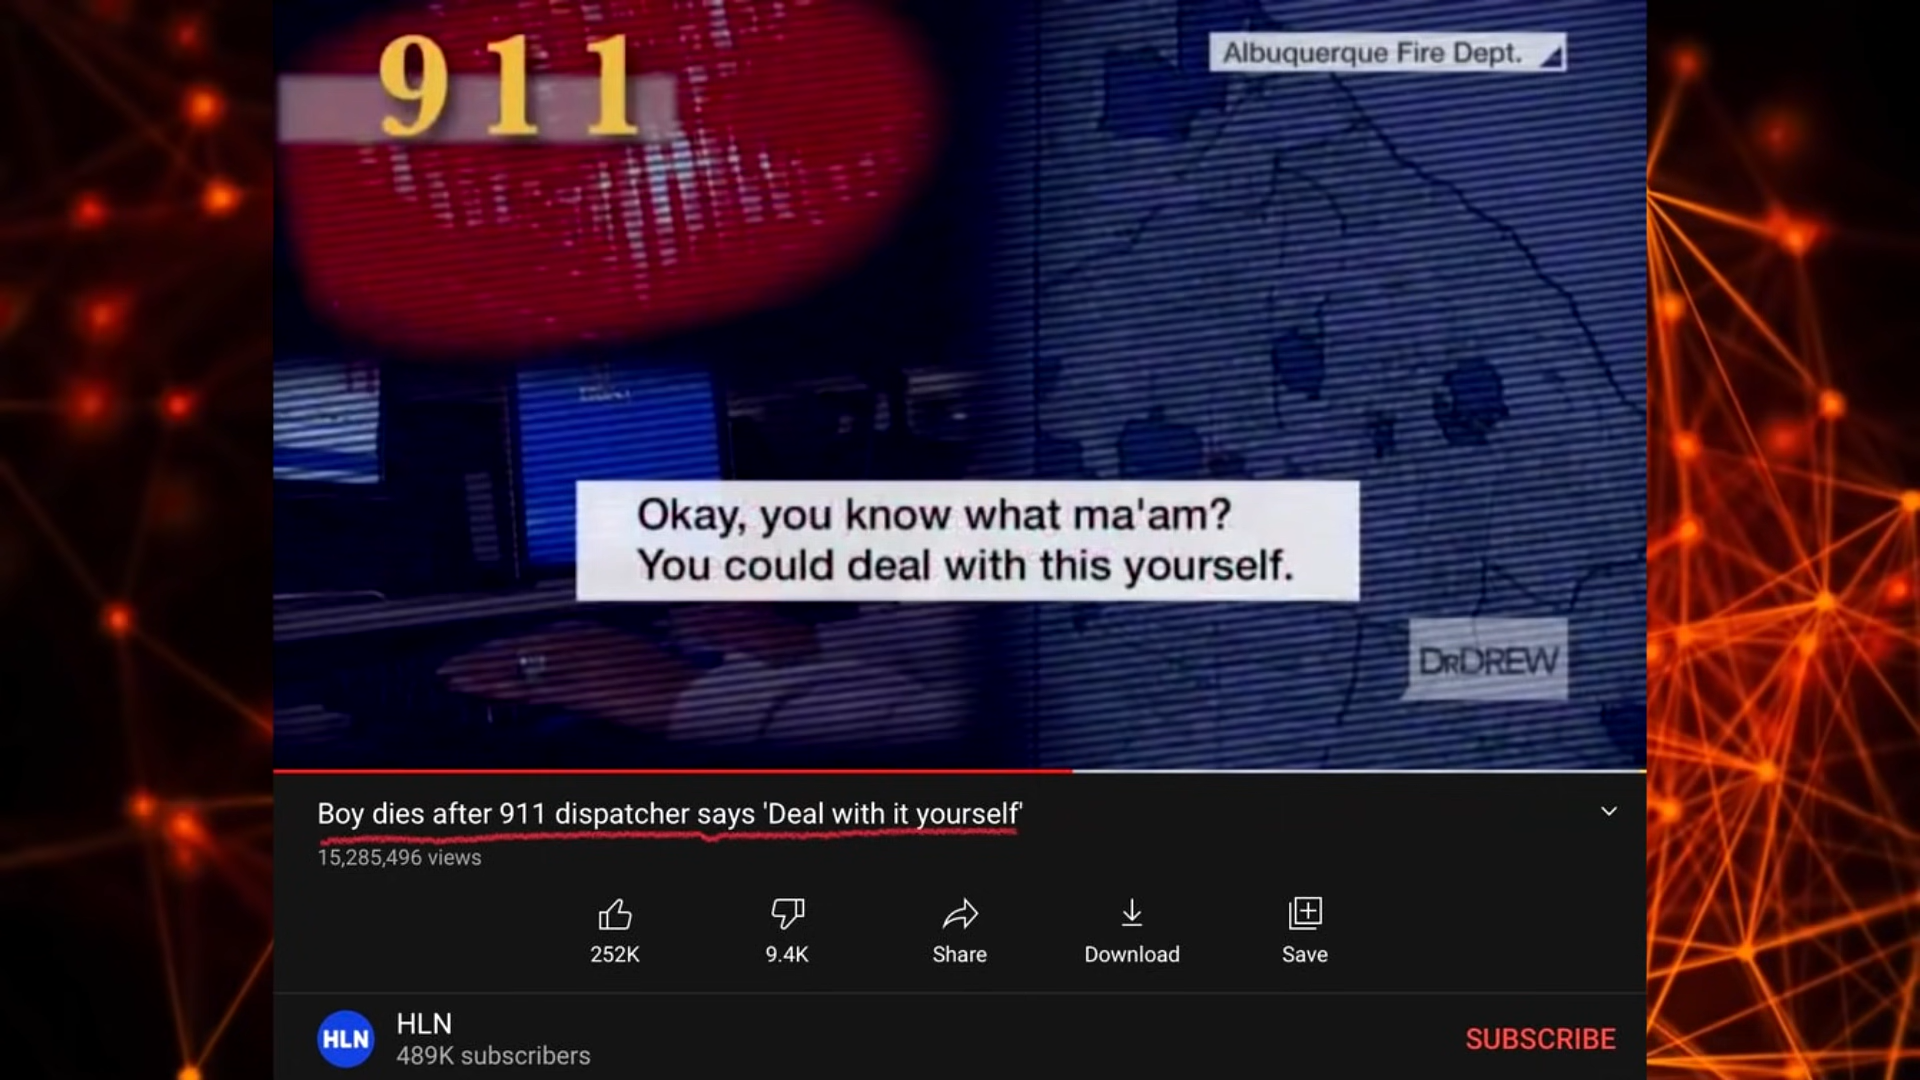 911
Albuquerque Fire Dept.
Okay, you know what ma'am?
You could deal with this yourself.
DRDREW
Boy dies after 911 dispatcher says 'Deal with it yourself'
15,285,496 views
252K
9.4K
Share
Download
Save
HLN
HLN
489K subscribers
SUBSCRIBE